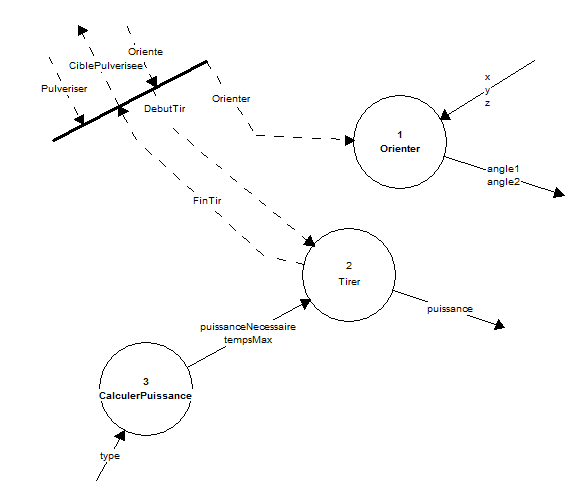 Oriente
CiblePulverisee
Pulveriser
DebutTir
Orienter
x
y
z
1
Orienter
angle1
angle2
FinTir
2
Tirer
puissance
puissanceNecessaire
tempsMax
3
CalculerPuissance
type